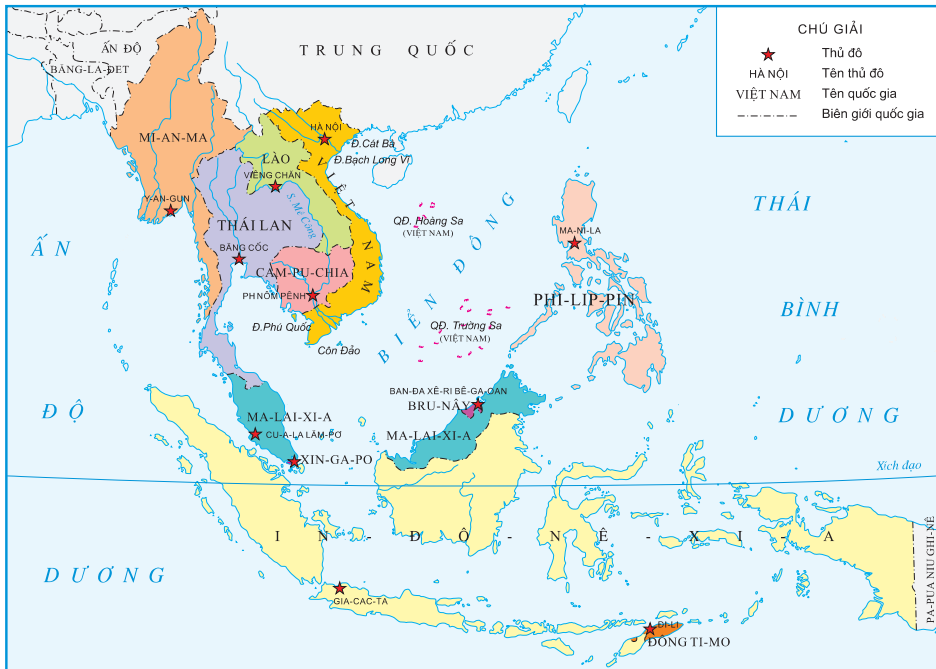 CHÚ GIẢI
Thủ đô
HÀ NỘI Tên thủ đô
VIỆT NAM Tên quốc gia
Biên giới quốc gia
TRUNG QUỐC
ẤN ĐỘ
BĂNG-LA-ĐET
MI-AN-MA
HÀ NỘI
Đ.Cát Bà
Đ.Bạch Long Vĩ
LÀO
VIÊNG CHĂN
VIỆT NAM
S. Mê Công
Y-AN-GUN
THÁI LAN
BĂNG CỐC
QĐ. Hoàng Sa
(VIỆT NAM)
MA-NI-LA
THÁI
BÌNH
DƯƠNG
ẤN
ĐỘ
DƯƠNG
CAM-PU-CHIA
PHNÔM PÊNH
BIỂN ĐÔNG
PHI-LIP-PIN
Đ.Phú Quốc
Côn Đảo
QĐ. Trường Sa
(VIỆT NAM)
BAN-ĐA XÊ-RI BÊ-GA-OAN
BRU-NÂY
MA-LAI-XI-A
CU-A-LA LĂM-PƠ
MA-LAI-XI-A
XIN-GA-PO
Xích đạo
IN-ĐÔ-NÊ-XI-A
PA-PUA NIU GHI-NÊ
GIA-CAC-TA
ĐI-LI
ĐÔNG TI-MO